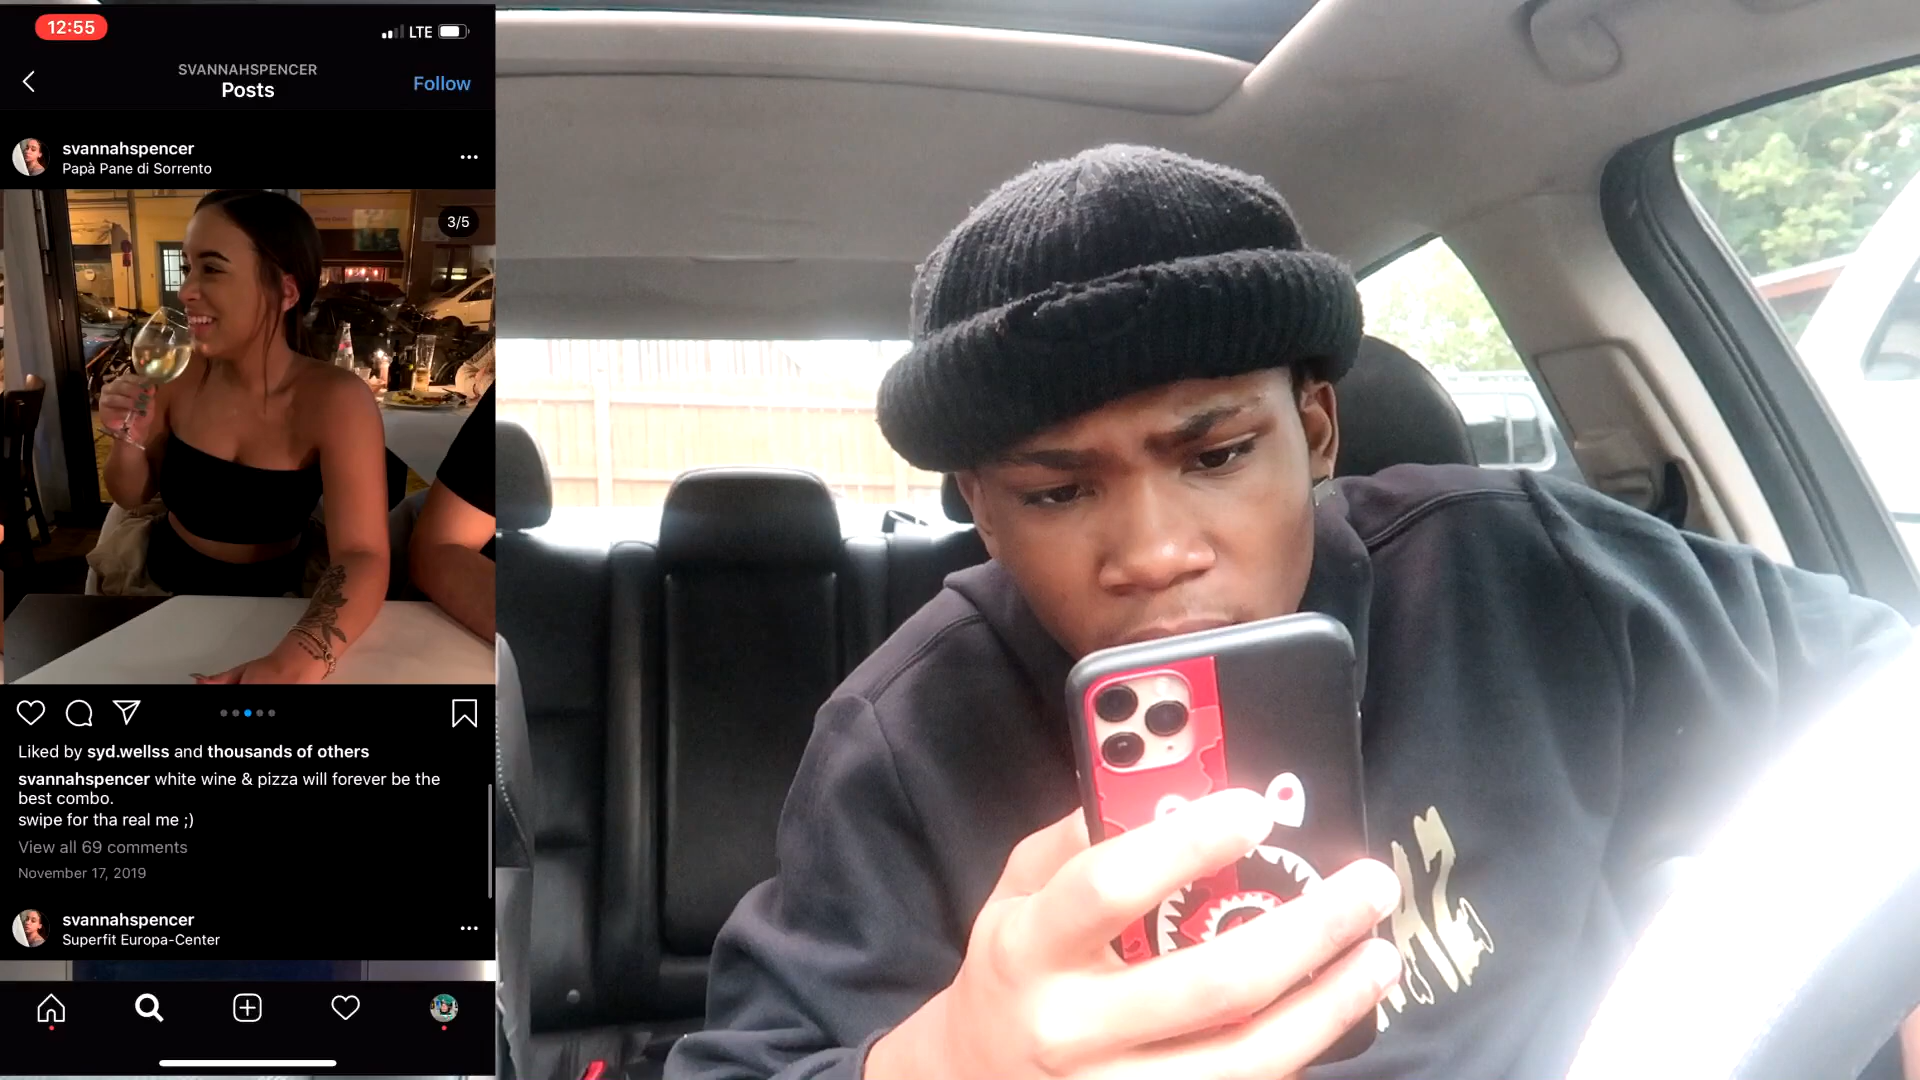 12:55
LTE
SVANNAHSPENCER
Posts
Follow
svannahspencer
Papà Pane di Sorrento
3/5
Liked by syd.wellss and thousands of others
svannahspencer white wine & pizza will forever be the
best combo.
swipe for tha real me ;)
View all 69 comments
November 17, 2019
svannahspencer
Superfit Europa-Center